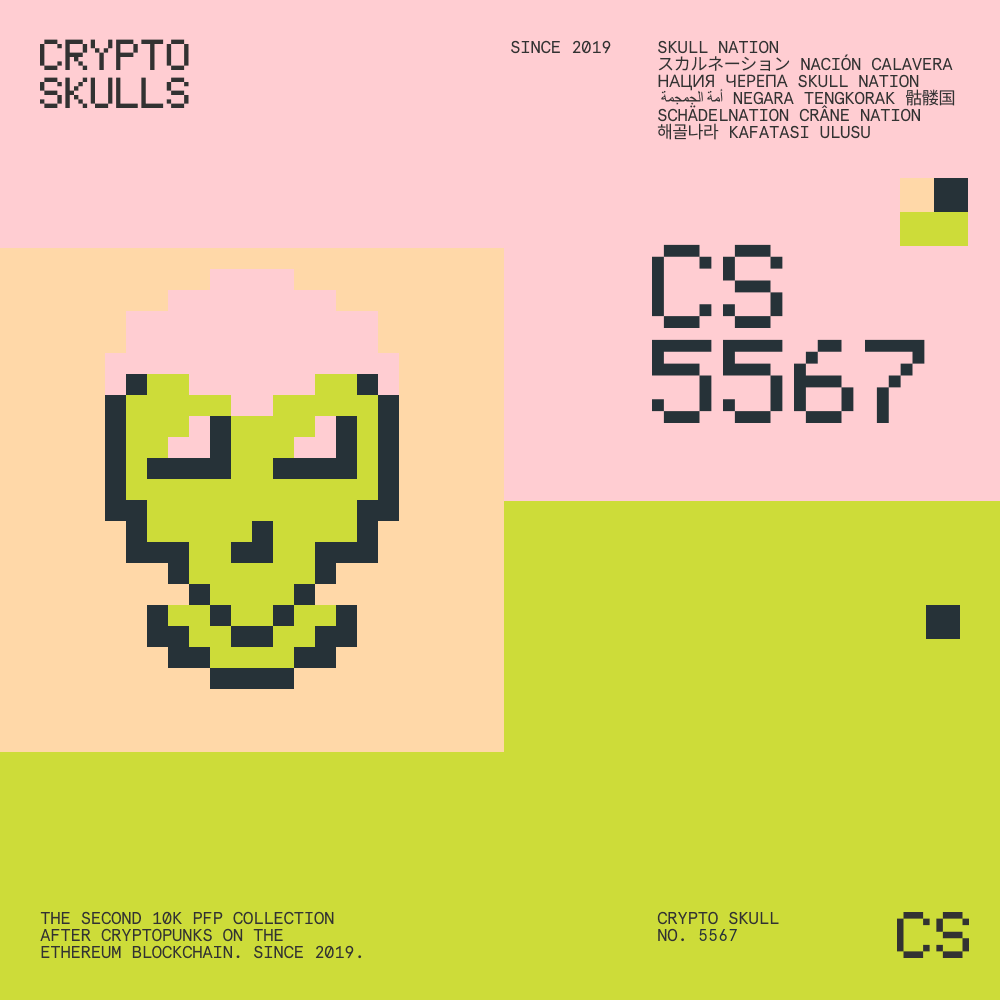 CRYPTO
SKULLS
SINCE 2019
SKULL NATION
スカルネーション NACIÓN CALAVERA
НАЦИЯ ЧЕРЕПА SKULL NATION
أمة الجمجمة NEGARA TENGKORAK 骷髅国
SCHÄDELNATION CRÂNE NATION
해골나라 KAFATASI ULUSU
CS
5567
THE SECOND 10K PFP COLLECTION
AFTER CRYPTOPUNKS ON THE
ETHEREUM BLOCKCHAIN. SINCE 2019.
CRYPTO SKULL
NO. 5567
CS